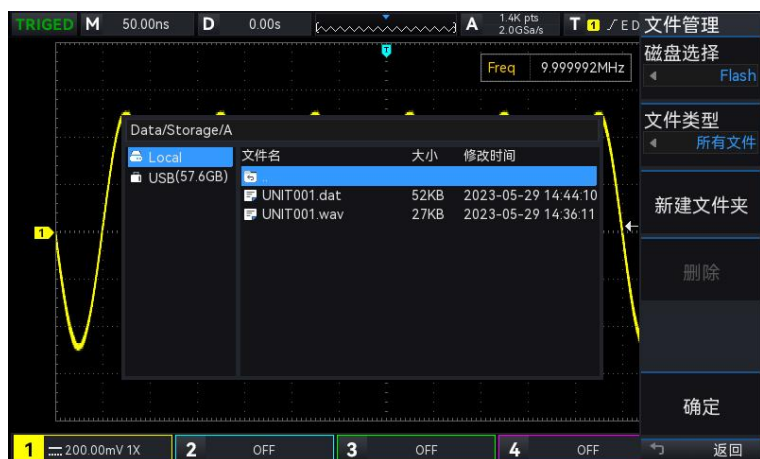 TRIGED M 50.00ns D 0.00s A 1.4K pts 2.0GSa/s T 1 E D 文件管理
磁盘选择
Flash
T
Freq 9.999992MHz
文件类型
所有文件
Data/Storage/A
Local 文件名 大小 修改时间
USB(57.6GB) ..
UNIT001.dat 52KB 2023-05-29 14:44:10
UNIT001.wav 27KB 2023-05-29 14:36:11
新建文件夹
1
删除
确定
1 200.00mV 1X 2 OFF 3 OFF 4 OFF 返回